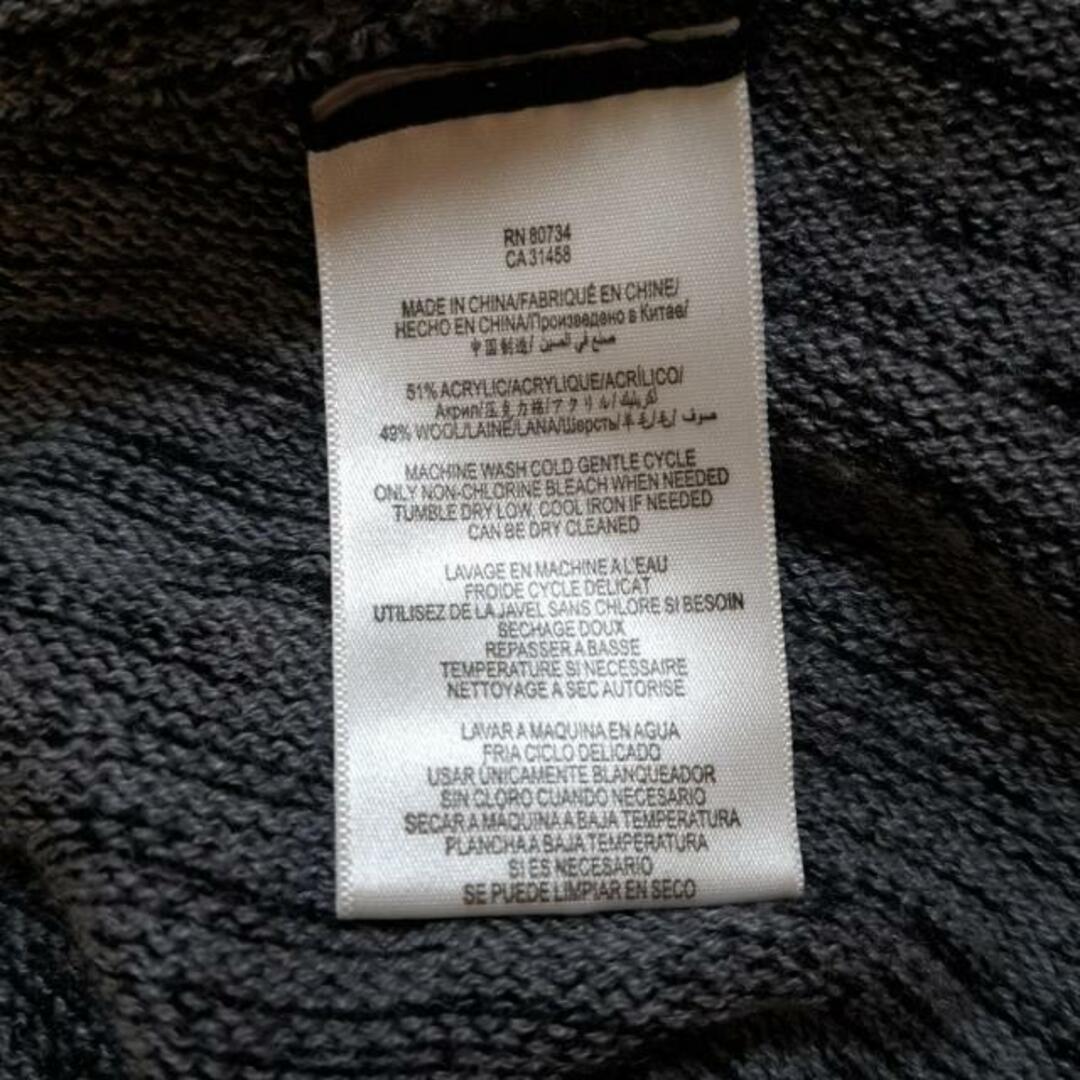 RN 80734
CA 31458
MADE IN CHINA/FABRIQUÉ EN CHINE/
HECHO EN CHINA/Произведено в Китае/
中国制造/ صنع في الصين
51% ACRYLIC/ACRYLIQUE/ACRÍLICO/
Акрил/压克力棉/アクリル/ أكريليك
49% WOOL/LAINE/LANA/Шерсть/羊毛/毛/ صوف
MACHINE WASH COLD GENTLE CYCLE
ONLY NON-CHLORINE BLEACH WHEN NEEDED
TUMBLE DRY LOW, COOL IRON IF NEEDED
CAN BE DRY CLEANED
LAVAGE EN MACHINE A L'EAU
FROIDE CYCLE DELICAT
UTILISEZ DE LA JAVEL SANS CHLORE SI BESOIN
SECHAGE DOUX
REPASSER A BASSE
TEMPERATURE SI NECESSAIRE
NETTOYAGE A SEC AUTORISE
LAVAR A MAQUINA EN AGUA
FRIA CICLO DELICADO
USAR ÚNICAMENTE BLANQUEADOR
SIN CLORO CUANDO NECESARIO
SECAR A MAQUINA A BAJA TEMPERATURA
PLANCHA A BAJA TEMPERATURA
SI ES NECESARIO
SE PUEDE LIMPIAR EN SECO